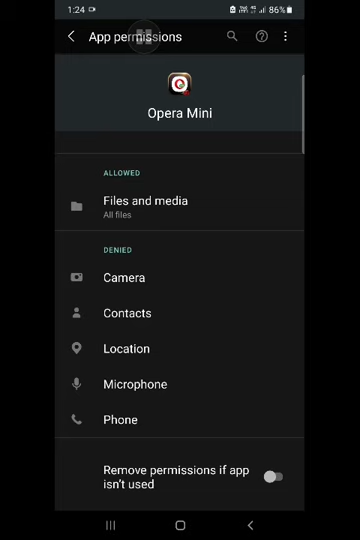 1:24 86%
App permissions
Opera Mini
ALLOWED
Files and media
All files
DENIED
Camera
Contacts
Location
Microphone
Phone
Remove permissions if app
isn't used